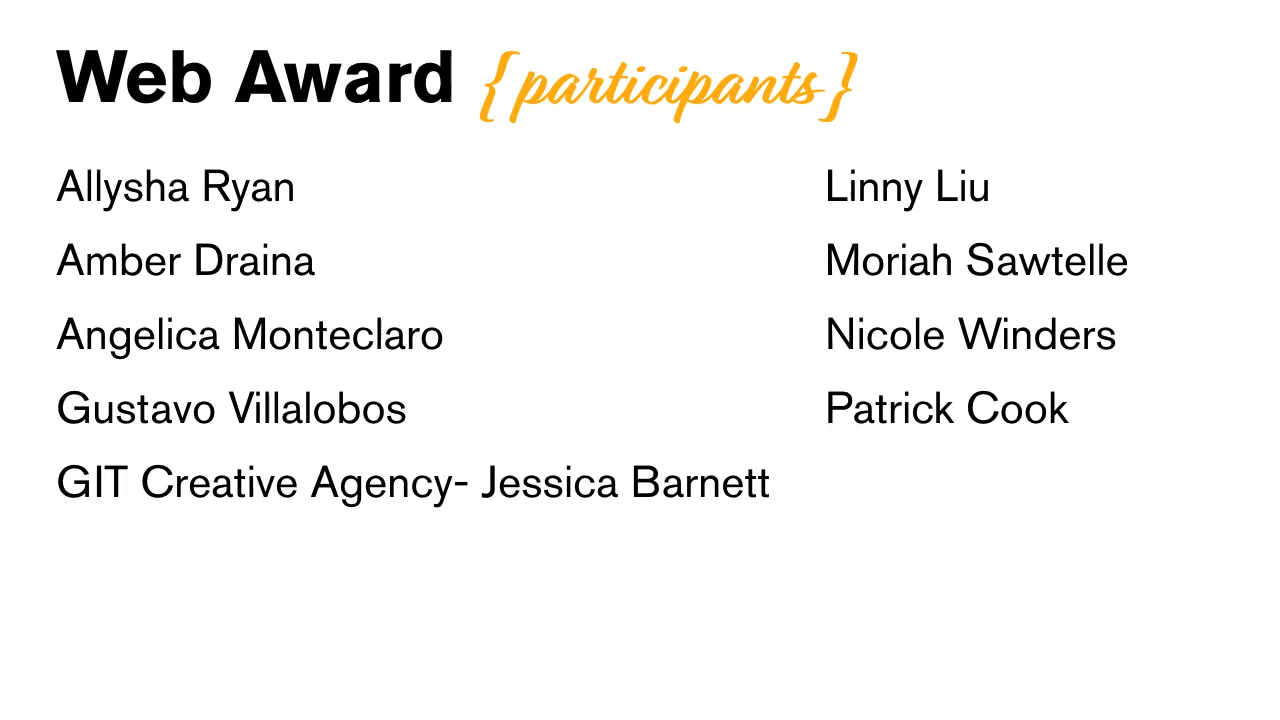 Web Award {participants}
Allysha Ryan
Amber Draina
Angelica Monteclaro
Gustavo Villalobos
GIT Creative Agency- Jessica Barnett
Linny Liu
Moriah Sawtelle
Nicole Winders
Patrick Cook